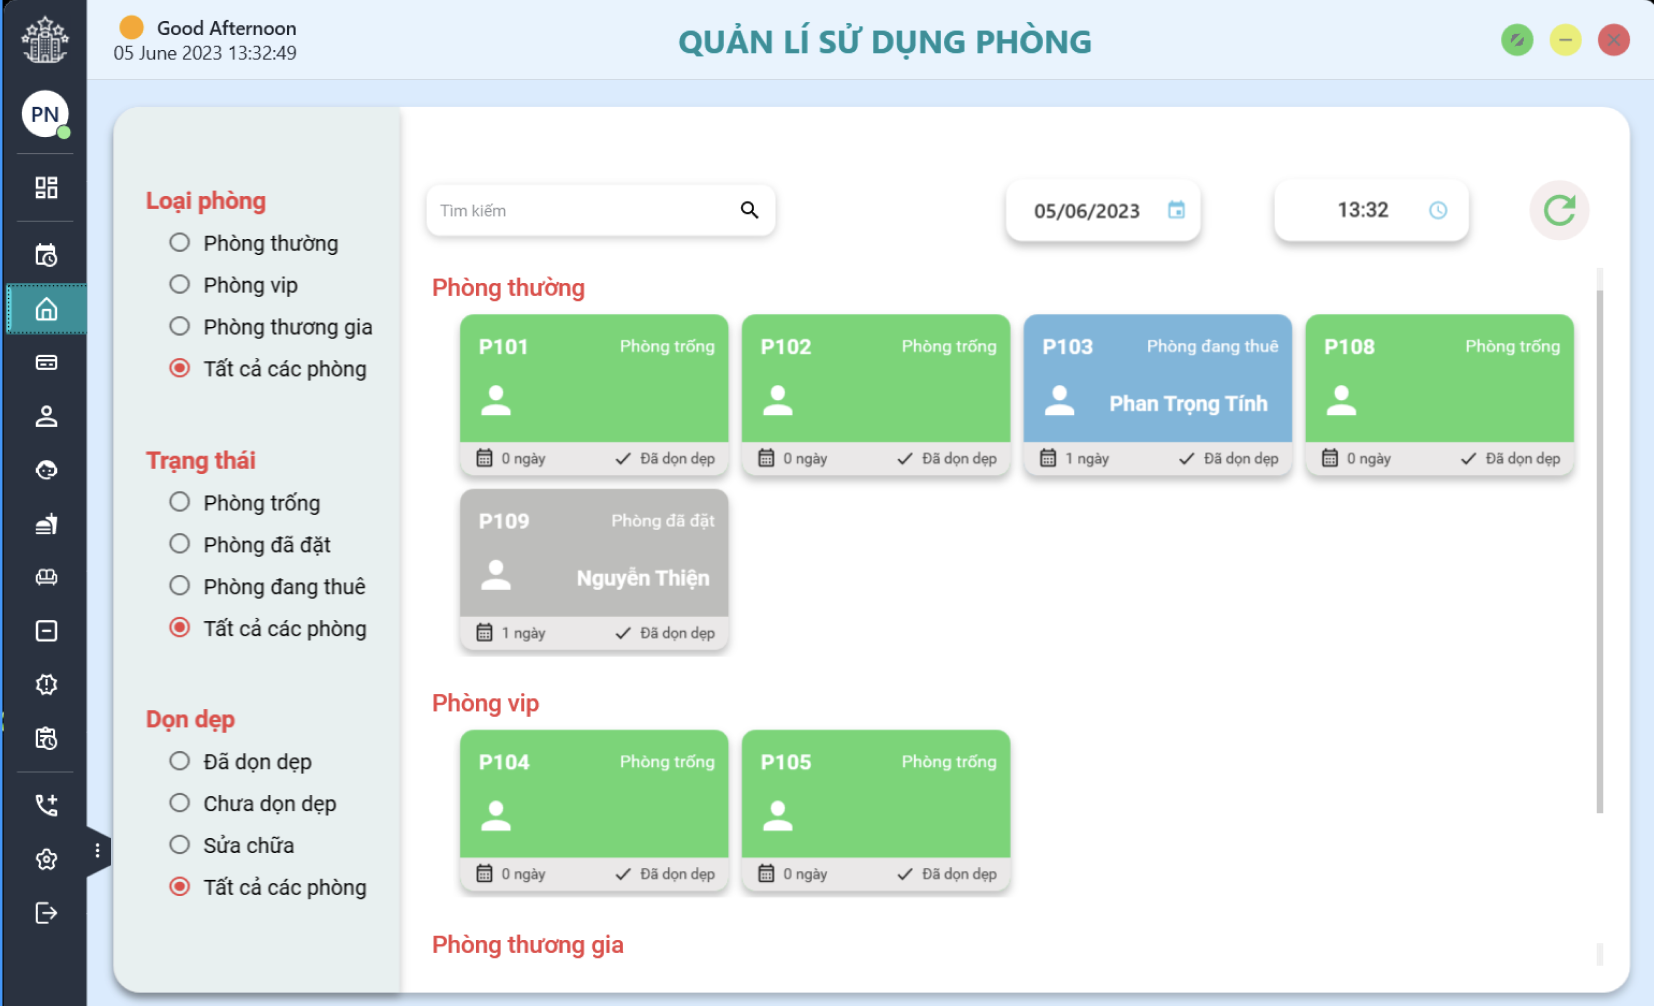 Good Afternoon
05 June 2023 13:32:49
QUẢN LÍ SỬ DỤNG PHÒNG
PN
Loại phòng
Phòng thường
Phòng vip
Phòng thương gia
Tất cả các phòng
Trạng thái
Phòng trống
Phòng đã đặt
Phòng đang thuê
Tất cả các phòng
Dọn dẹp
Đã dọn dẹp
Chưa dọn dẹp
Sửa chữa
Tất cả các phòng
Tìm kiếm
05/06/2023
13:32
Phòng thường
P101 Phòng trống
0 ngày Đã dọn dẹp
P102 Phòng trống
0 ngày Đã dọn dẹp
P103 Phòng đang thuê
Phan Trọng Tính
1 ngày Đã dọn dẹp
P108 Phòng trống
0 ngày Đã dọn dẹp
P109 Phòng đã đặt
Nguyễn Thiện
1 ngày Đã dọn dẹp
Phòng vip
P104 Phòng trống
0 ngày Đã dọn dẹp
P105 Phòng trống
0 ngày Đã dọn dẹp
Phòng thương gia